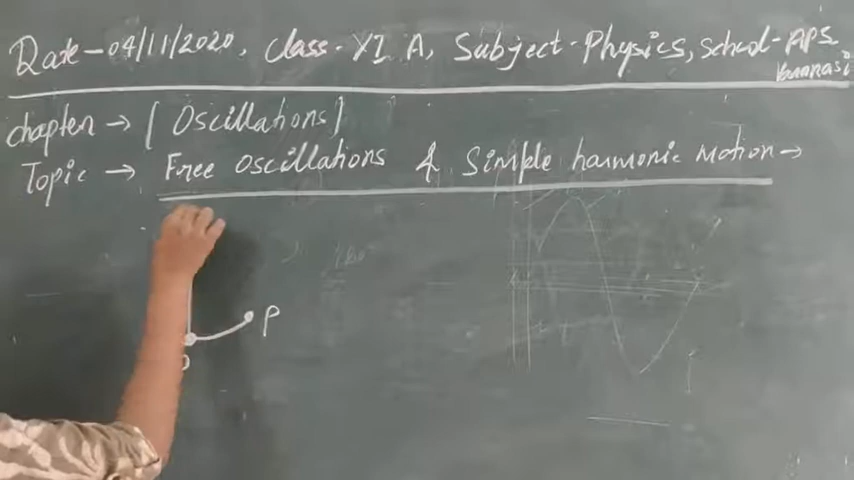 Date - 04/11/2020, Class - XI A, Subject - Physics, School - APS
Varanasi
Chapter → [Oscillations]
Topic → Free oscillations & Simple harmonic motion →
P